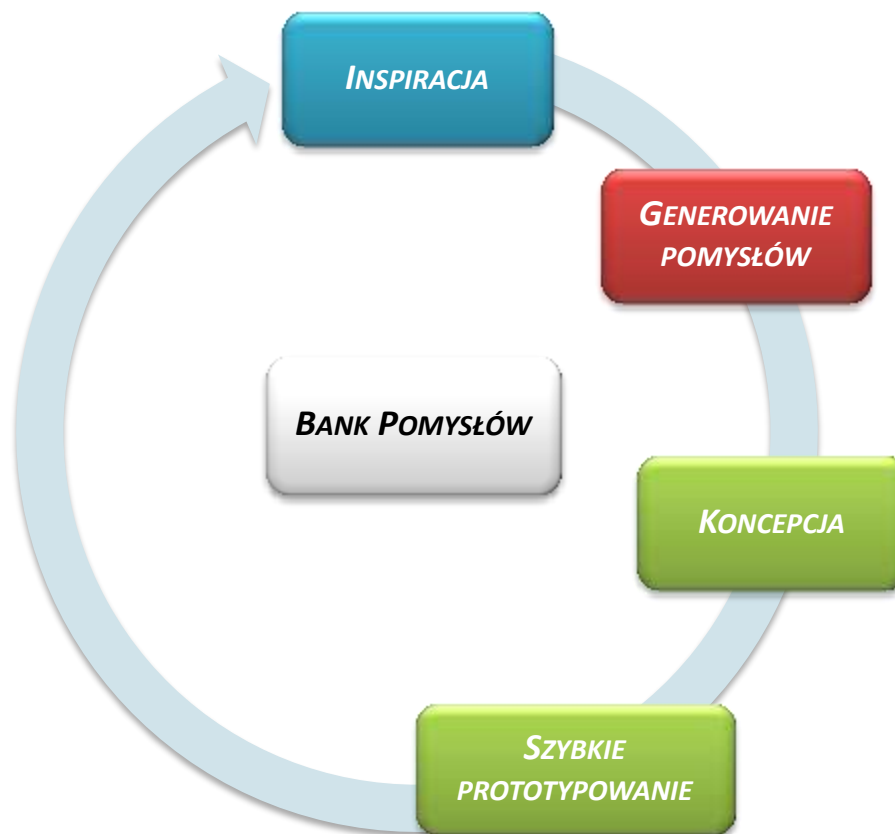 Inspiracja
Generowanie
pomysłów
Bank Pomysłów
Koncepcja
Szybkie
prototypowanie